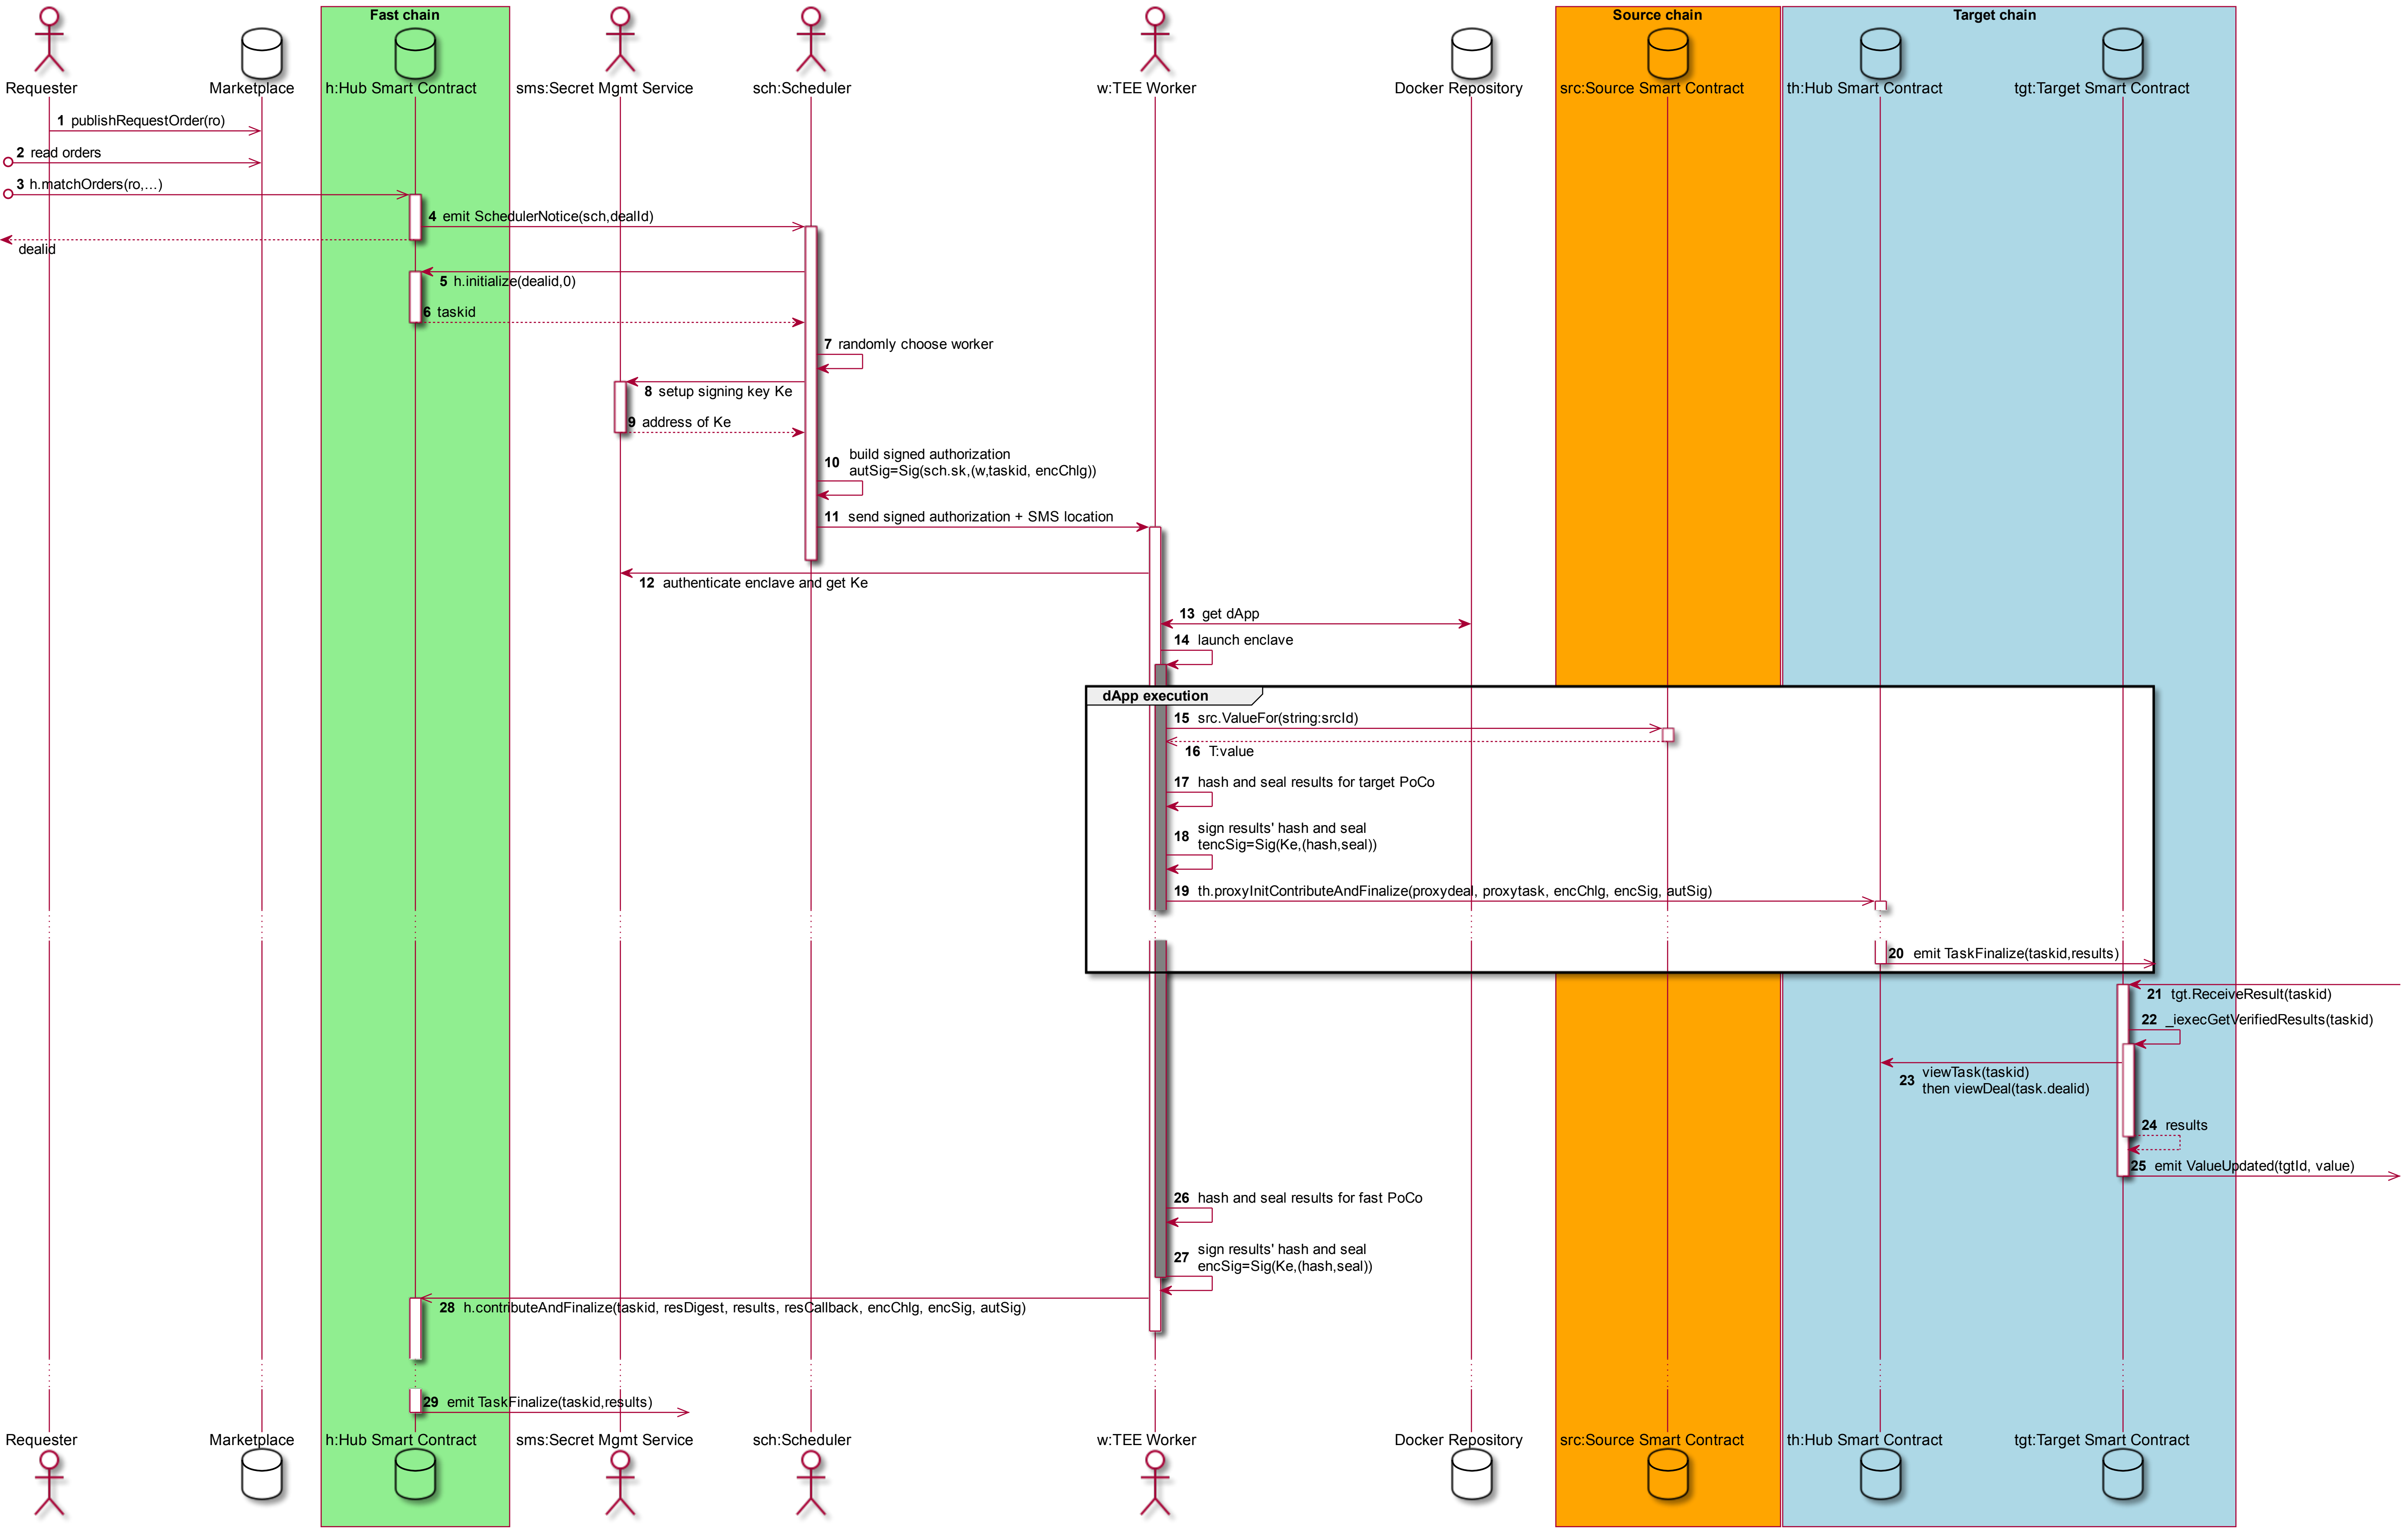 Fast chain
Source chain
Target chain
Requester
Marketplace
h:Hub Smart Contract
sms:Secret Mgmt Service
sch:Scheduler
w:TEE Worker
Docker Repository
src:Source Smart Contract
th:Hub Smart Contract
tgt:Target Smart Contract
1 publishRequestOrder(ro)
2 read orders
3 h.matchOrders(ro,...)
4 emit SchedulerNotice(sch,dealId)
dealid
5 h.initialize(dealid,0)
6 taskid
7 randomly choose worker
8 setup signing key Ke
9 address of Ke
10 build signed authorization
autSig=Sig(sch.sk,(w,taskid, encChlg))
11 send signed authorization + SMS location
12 authenticate enclave and get Ke
13 get dApp
14 launch enclave
dApp execution
15 src.ValueFor(string:srcId)
16 T:value
17 hash and seal results for target PoCo
18 sign results' hash and seal
tencSig=Sig(Ke,(hash,seal))
19 th.proxyInitContributeAndFinalize(proxydeal, proxytask, encChlg, encSig, autSig)
20 emit TaskFinalize(taskid,results)
21 tgt.ReceiveResult(taskid)
22 _iexecGetVerifiedResults(taskid)
23 viewTask(taskid)
then viewDeal(task.dealid)
24 results
25 emit ValueUpdated(tgtId, value)
26 hash and seal results for fast PoCo
27 sign results' hash and seal
encSig=Sig(Ke,(hash,seal))
28 h.contributeAndFinalize(taskid, resDigest, results, resCallback, encChlg, encSig, autSig)
29 emit TaskFinalize(taskid,results)
Requester
Marketplace
h:Hub Smart Contract
sms:Secret Mgmt Service
sch:Scheduler
w:TEE Worker
Docker Repository
src:Source Smart Contract
th:Hub Smart Contract
tgt:Target Smart Contract